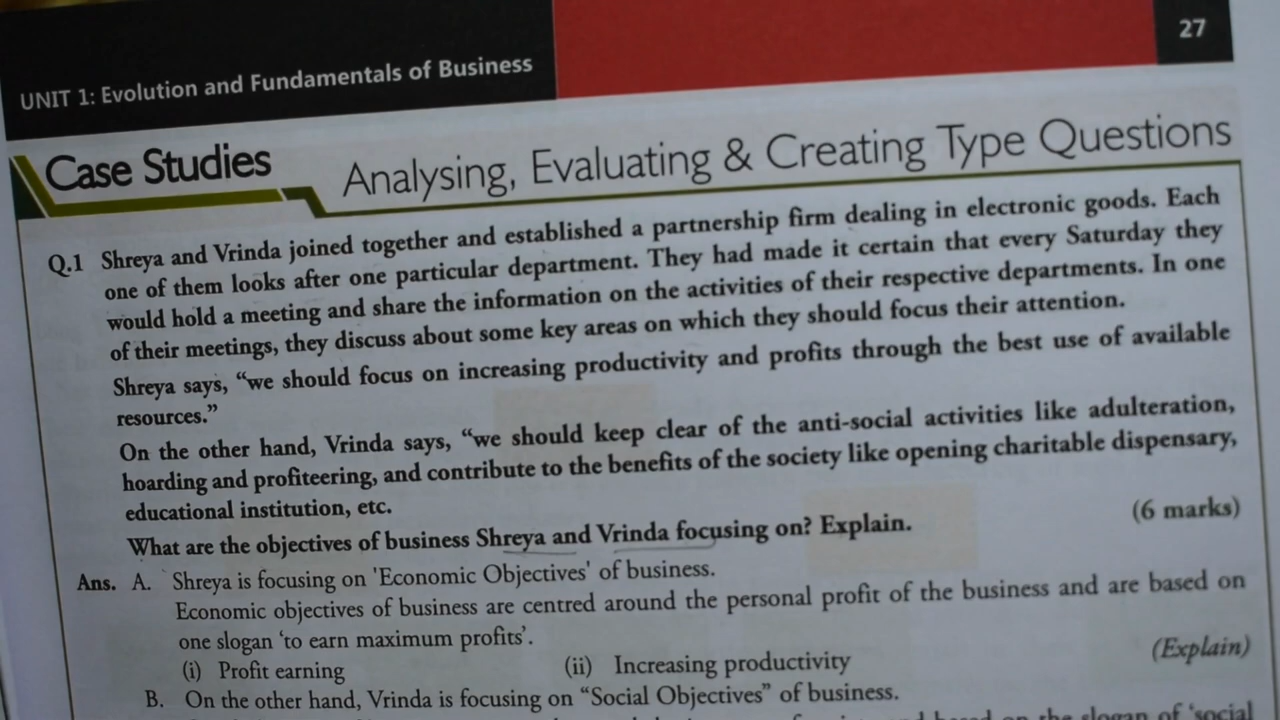 27
UNIT 1: Evolution and Fundamentals of Business
Case Studies Analysing, Evaluating & Creating Type Questions
Q.1 Shreya and Vrinda joined together and established a partnership firm dealing in electronic goods. Each
one of them looks after one particular department. They had made it certain that every Saturday they
would hold a meeting and share the information on the activities of their respective departments. In one
of their meetings, they discuss about some key areas on which they should focus their attention.
Shreya says, “we should focus on increasing productivity and profits through the best use of available
resources.”
On the other hand, Vrinda says, “we should keep clear of the anti-social activities like adulteration,
hoarding and profiteering, and contribute to the benefits of the society like opening charitable dispensary,
educational institution, etc.
What are the objectives of business Shreya and Vrinda focusing on? Explain. (6 marks)
Ans. A. Shreya is focusing on 'Economic Objectives' of business.
Economic objectives of business are centred around the personal profit of the business and are based on
one slogan ‘to earn maximum profits’.
(i) Profit earning (ii) Increasing productivity (Explain)
B. On the other hand, Vrinda is focusing on “Social Objectives” of business.
based on the slogan of ‘social